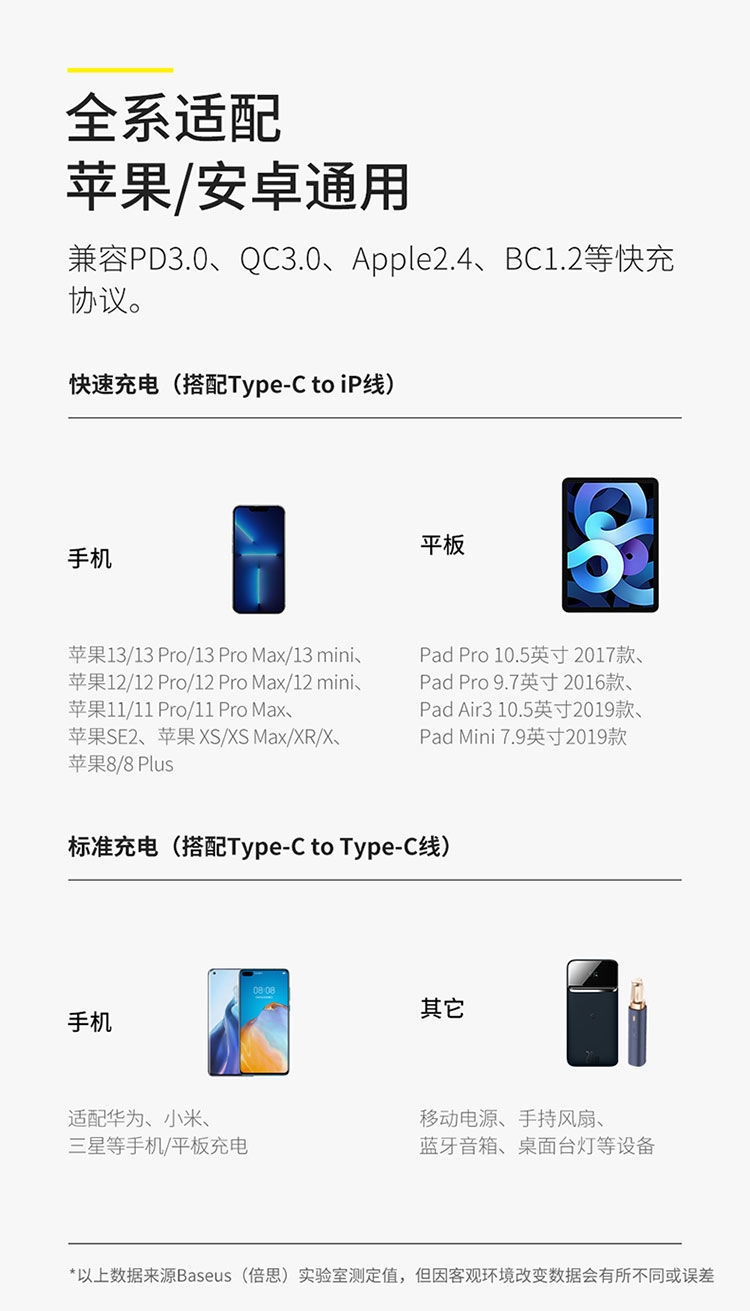 全系适配
苹果/安卓通用
兼容PD3.0、QC3.0、Apple2.4、BC1.2等快充
协议。
快速充电（搭配Type-C to iP线）
手机
苹果13/13 Pro/13 Pro Max/13 mini、
苹果12/12 Pro/12 Pro Max/12 mini、
苹果11/11 Pro/11 Pro Max、
苹果SE2、苹果 XS/XS Max/XR/X、
苹果8/8 Plus
平板
Pad Pro 10.5英寸 2017款、
Pad Pro 9.7英寸 2016款、
Pad Air3 10.5英寸2019款、
Pad Mini 7.9英寸2019款
标准充电（搭配Type-C to Type-C线）
手机
08:08
适配华为、小米、
三星等手机/平板充电
其它
移动电源、手持风扇、
蓝牙音箱、桌面台灯等设备
*以上数据来源Baseus（倍思）实验室测定值，但因客观环境改变数据会有所不同或误差